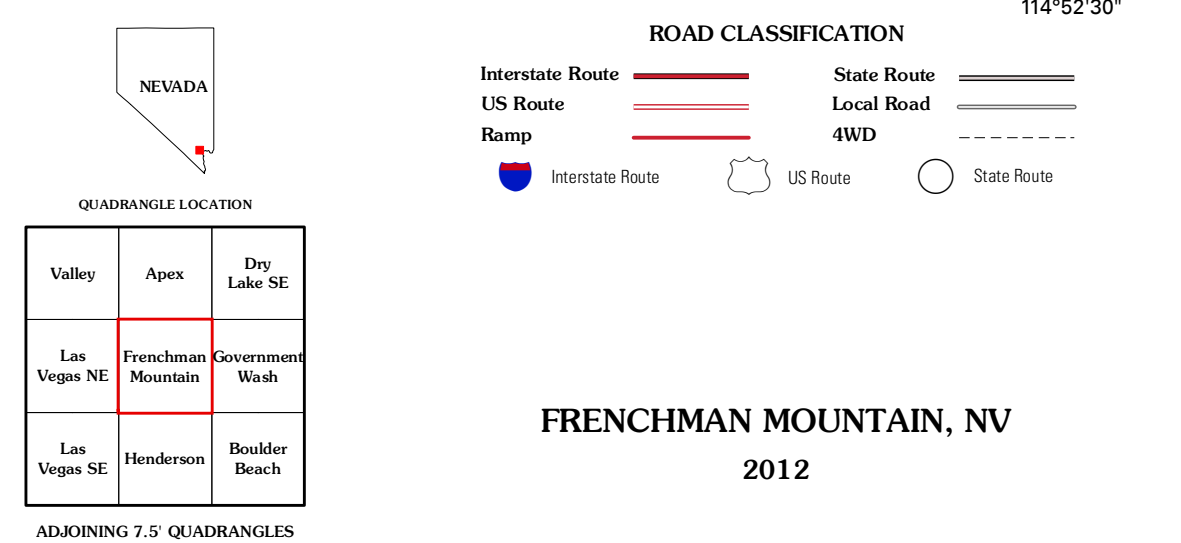 114°52'30"
NEVADA
QUADRANGLE LOCATION
ROAD CLASSIFICATION
Interstate Route
State Route
US Route
Local Road
Ramp
4WD
Interstate Route
US Route
State Route
Valley
Apex
Dry
Lake SE
Las
Vegas NE
Frenchman
Mountain
Government
Wash
Las
Vegas SE
Henderson
Boulder
Beach
ADJOINING 7.5' QUADRANGLES
FRENCHMAN MOUNTAIN, NV
2012